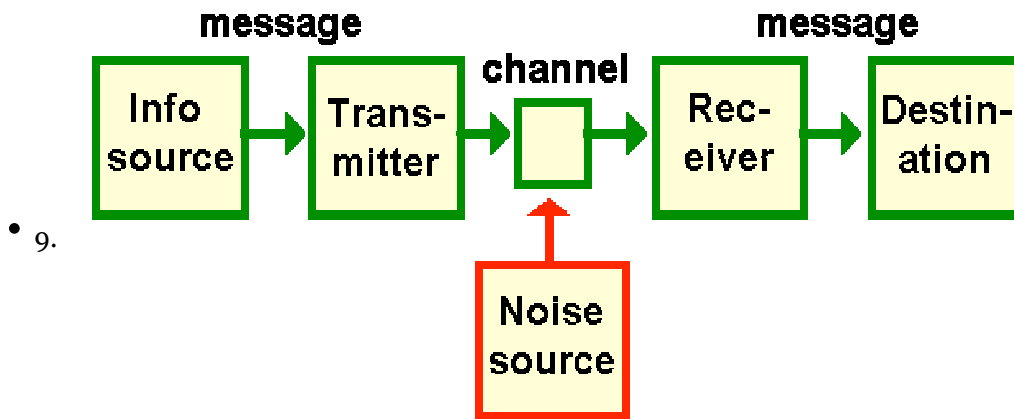 message
message
channel
Info
source
Trans-
mitter
Rec-
eiver
Destin-
ation
• 9.
Noise
source